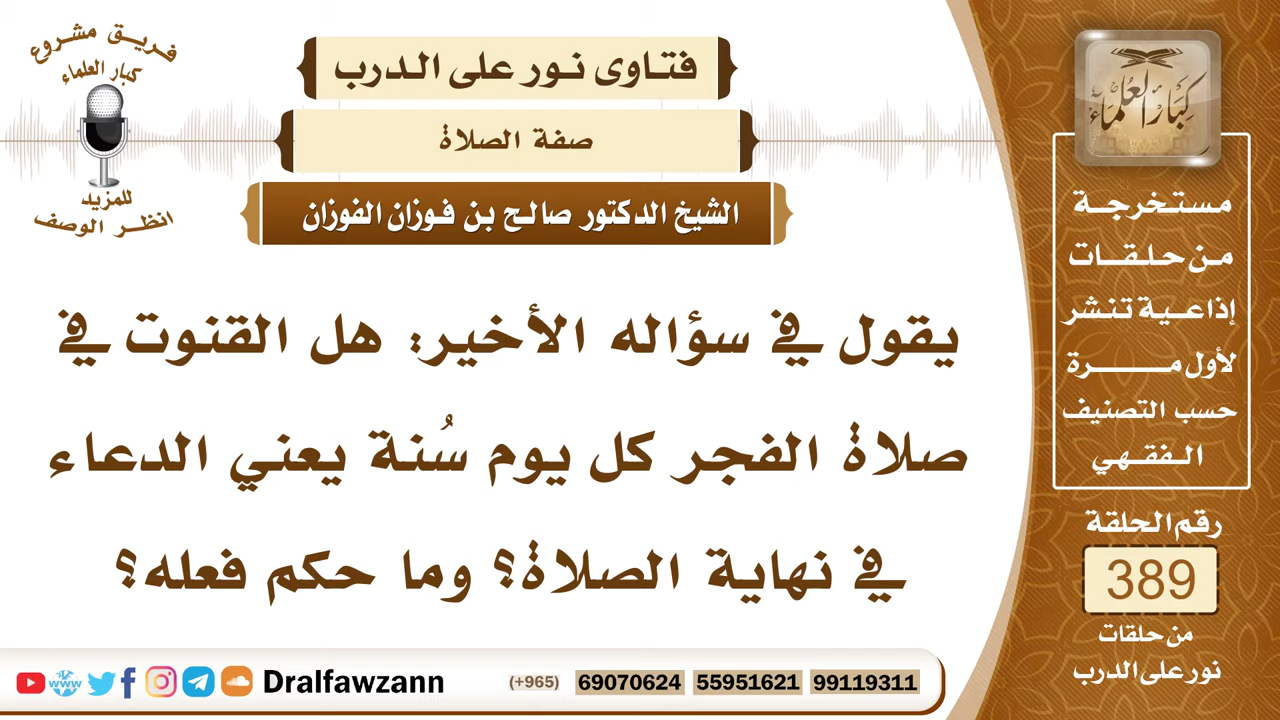 فريق مشروع
كبار العلماء
للمزيد
انظر الوصف
فتاوى نور على الدرب
صفة الصلاة
الشيخ الدكتور صالح بن فوزان الفوزان
يقول في سؤاله الأخير: هل القنوت في
صلاة الفجر كل يوم سُنة يعني الدعاء
في نهاية الصلاة؟ وما حكم فعله؟
كبار العلماء
مستخرجة
من حلقات
إذاعية تنشر
لأول مرة
حسب التصنيف
الفقهي
رقم الحلقة
389
من حلقات
نور على الدرب
www
Dralfawzann
(+965) 69070624 55951621 99119311